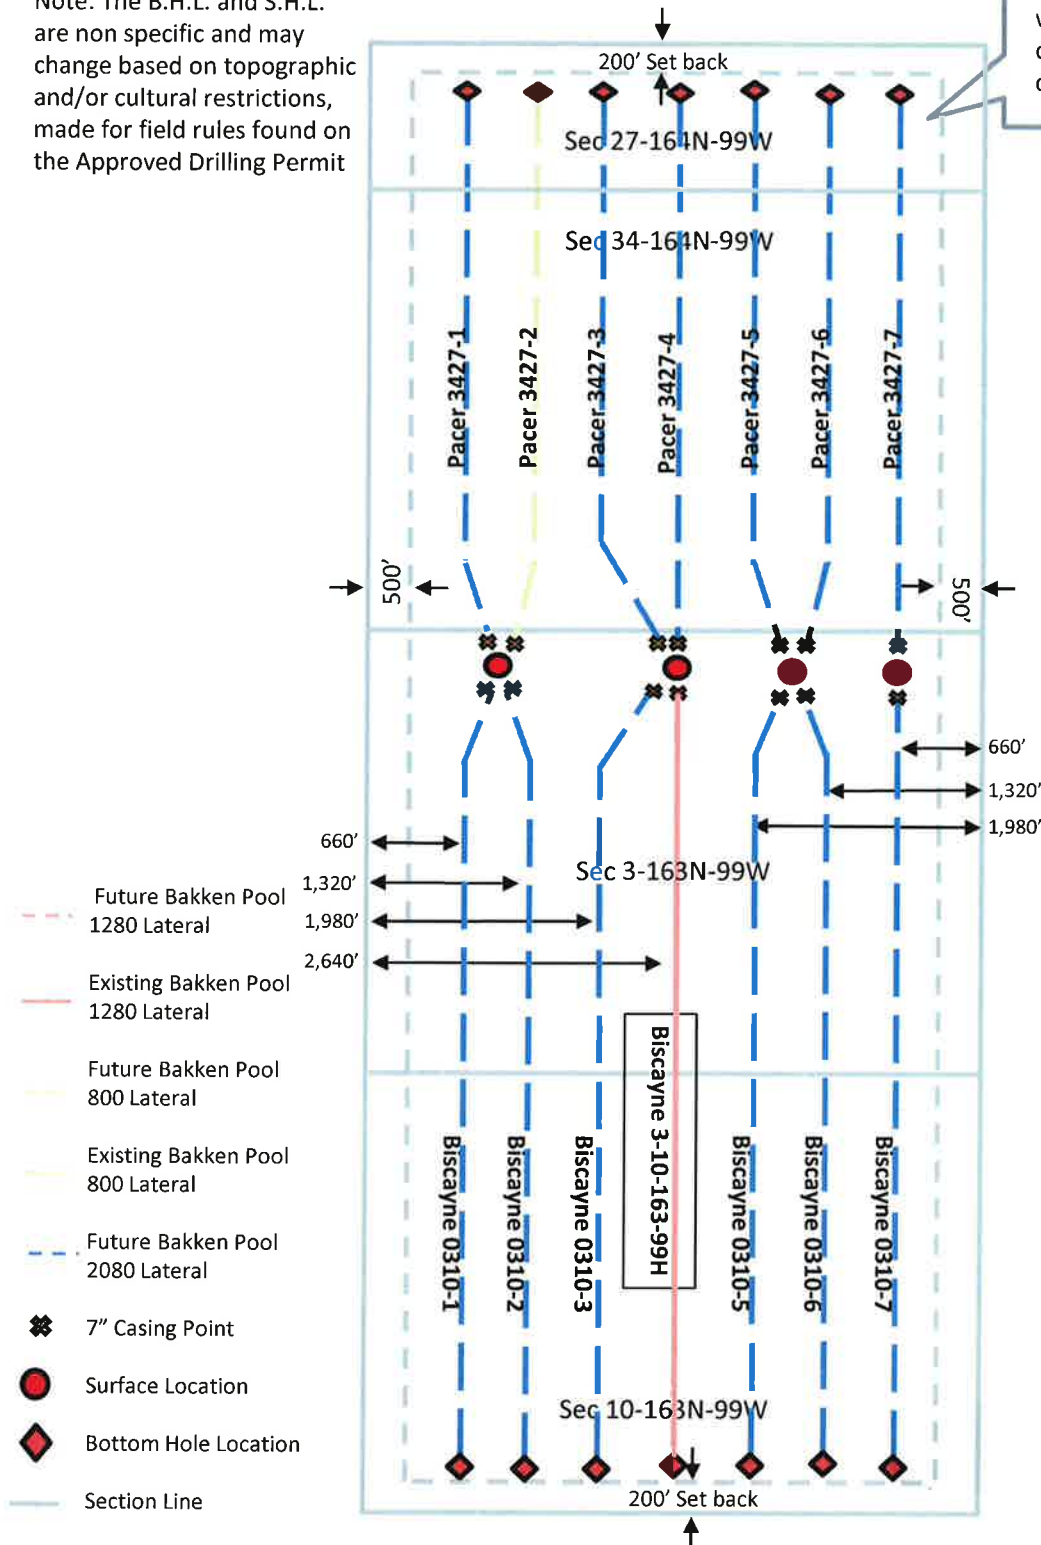 Note: The B.H.L. and S.H.L.
are non specific and may
change based on topographic
and/or cultural restrictions,
made for field rules found on
the Approved Drilling Permit
200' Set back
Sec 27-164N-99W
Sec 34-164N-99W
Pacer 3427-1
Pacer 3427-2
Pacer 3427-3
Pacer 3427-4
Pacer 3427-5
Pacer 3427-6
Pacer 3427-7
500'
500'
660'
1,320'
1,980'
660'
1,320'
1,980'
2,640'
Sec 3-163N-99W
Future Bakken Pool
1280 Lateral
Existing Bakken Pool
1280 Lateral
Future Bakken Pool
800 Lateral
Existing Bakken Pool
800 Lateral
Future Bakken Pool
2080 Lateral
7" Casing Point
Surface Location
Bottom Hole Location
Section Line
Biscayne 0310-1
Biscayne 0310-2
Biscayne 0310-3
Biscayne 3-10-163-99H
Biscayne 0310-5
Biscayne 0310-6
Biscayne 0310-7
Sec 10-163N-99W
200' Set back